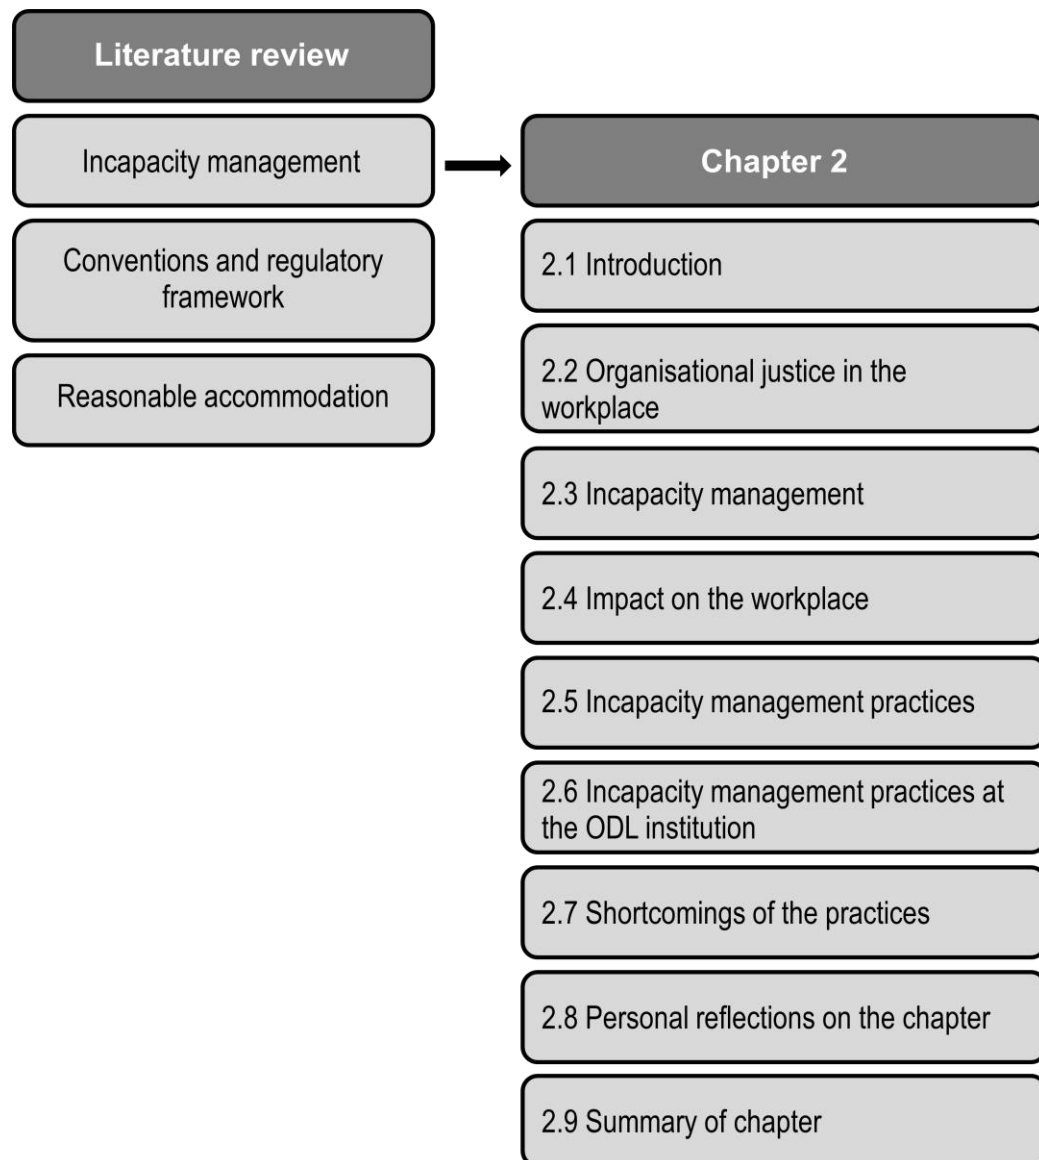 Literature review
Incapacity management
Conventions and regulatory
framework
Reasonable accommodation
Chapter 2
2.1 Introduction
2.2 Organisational justice in the
workplace
2.3 Incapacity management
2.4 Impact on the workplace
2.5 Incapacity management practices
2.6 Incapacity management practices at
the ODL institution
2.7 Shortcomings of the practices
2.8 Personal reflections on the chapter
2.9 Summary of chapter